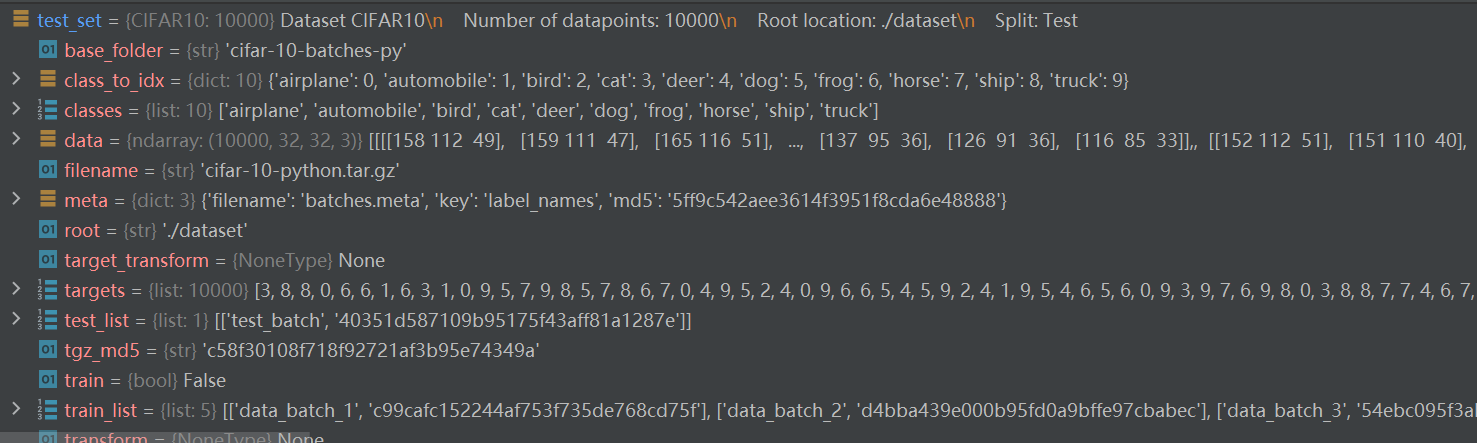 test_set = {CIFAR10: 10000} Dataset CIFAR10\n Number of datapoints: 10000\n Root location: ./dataset\n Split: Test
01 base_folder = {str} 'cifar-10-batches-py'
class_to_idx = {dict: 10} {'airplane': 0, 'automobile': 1, 'bird': 2, 'cat': 3, 'deer': 4, 'dog': 5, 'frog': 6, 'horse': 7, 'ship': 8, 'truck': 9}
classes = {list: 10} ['airplane', 'automobile', 'bird', 'cat', 'deer', 'dog', 'frog', 'horse', 'ship', 'truck']
data = {ndarray: (10000, 32, 32, 3)} [[[[158 112 49], [159 111 47], [165 116 51], ..., [137 95 36], [126 91 36], [116 85 33]],, [[152 112 51], [151 110 40],
01 filename = {str} 'cifar-10-python.tar.gz'
meta = {dict: 3} {'filename': 'batches.meta', 'key': 'label_names', 'md5': '5ff9c542aee3614f3951f8cda6e48888'}
01 root = {str} './dataset'
01 target_transform = {NoneType} None
targets = {list: 10000} [3, 8, 8, 0, 6, 6, 1, 6, 3, 1, 0, 9, 5, 7, 9, 8, 5, 7, 8, 6, 7, 0, 4, 9, 5, 2, 4, 0, 9, 6, 6, 5, 4, 5, 9, 2, 4, 1, 9, 5, 4, 6, 5, 6, 0, 9, 3, 9, 7, 6, 9, 8, 0, 3, 8, 8, 7, 7, 4, 6, 7,
test_list = {list: 1} [['test_batch', '40351d587109b95175f43aff81a1287e']]
01 tgz_md5 = {str} 'c58f30108f718f92721af3b95e74349a'
01 train = {bool} False
train_list = {list: 5} [['data_batch_1', 'c99cafc152244af753f735de768cd75f'], ['data_batch_2', 'd4bba439e000b95fd0a9bffe97cbabec'], ['data_batch_3', '54ebc095f3a
01 transform = {NoneType} None